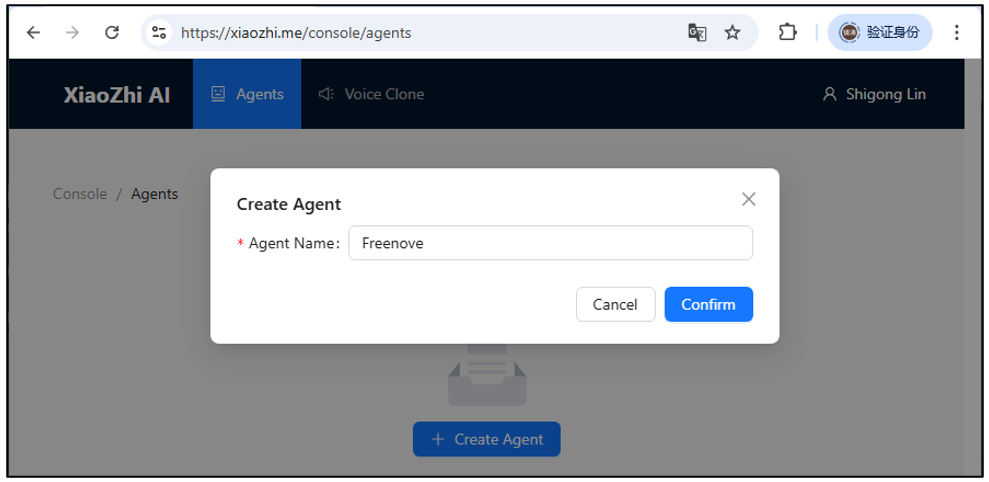 https://xiaozhi.me/console/agents
验证身份
XiaoZhi AI
Agents
Voice Clone
Shigong Lin
Console / Agents
Create Agent
* Agent Name:
Freenove
Cancel
Confirm
+ Create Agent